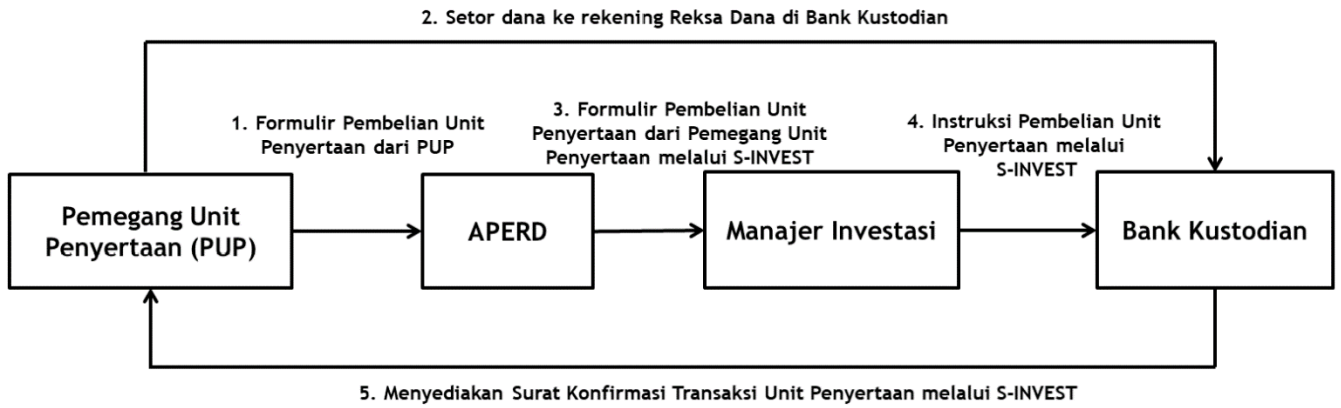 2. Setor dana ke rekening Reksa Dana di Bank Kustodian
1. Formulir Pembelian Unit
Penyertaan dari PUP
3. Formulir Pembelian Unit
Penyertaan dari Pemegang Unit
Penyertaan melalui S-INVEST
4. Instruksi Pembelian Unit
Penyertaan melalui
S-INVEST
Pemegang Unit
Penyertaan (PUP)
APERD
Manajer Investasi
Bank Kustodian
5. Menyediakan Surat Konfirmasi Transaksi Unit Penyertaan melalui S-INVEST